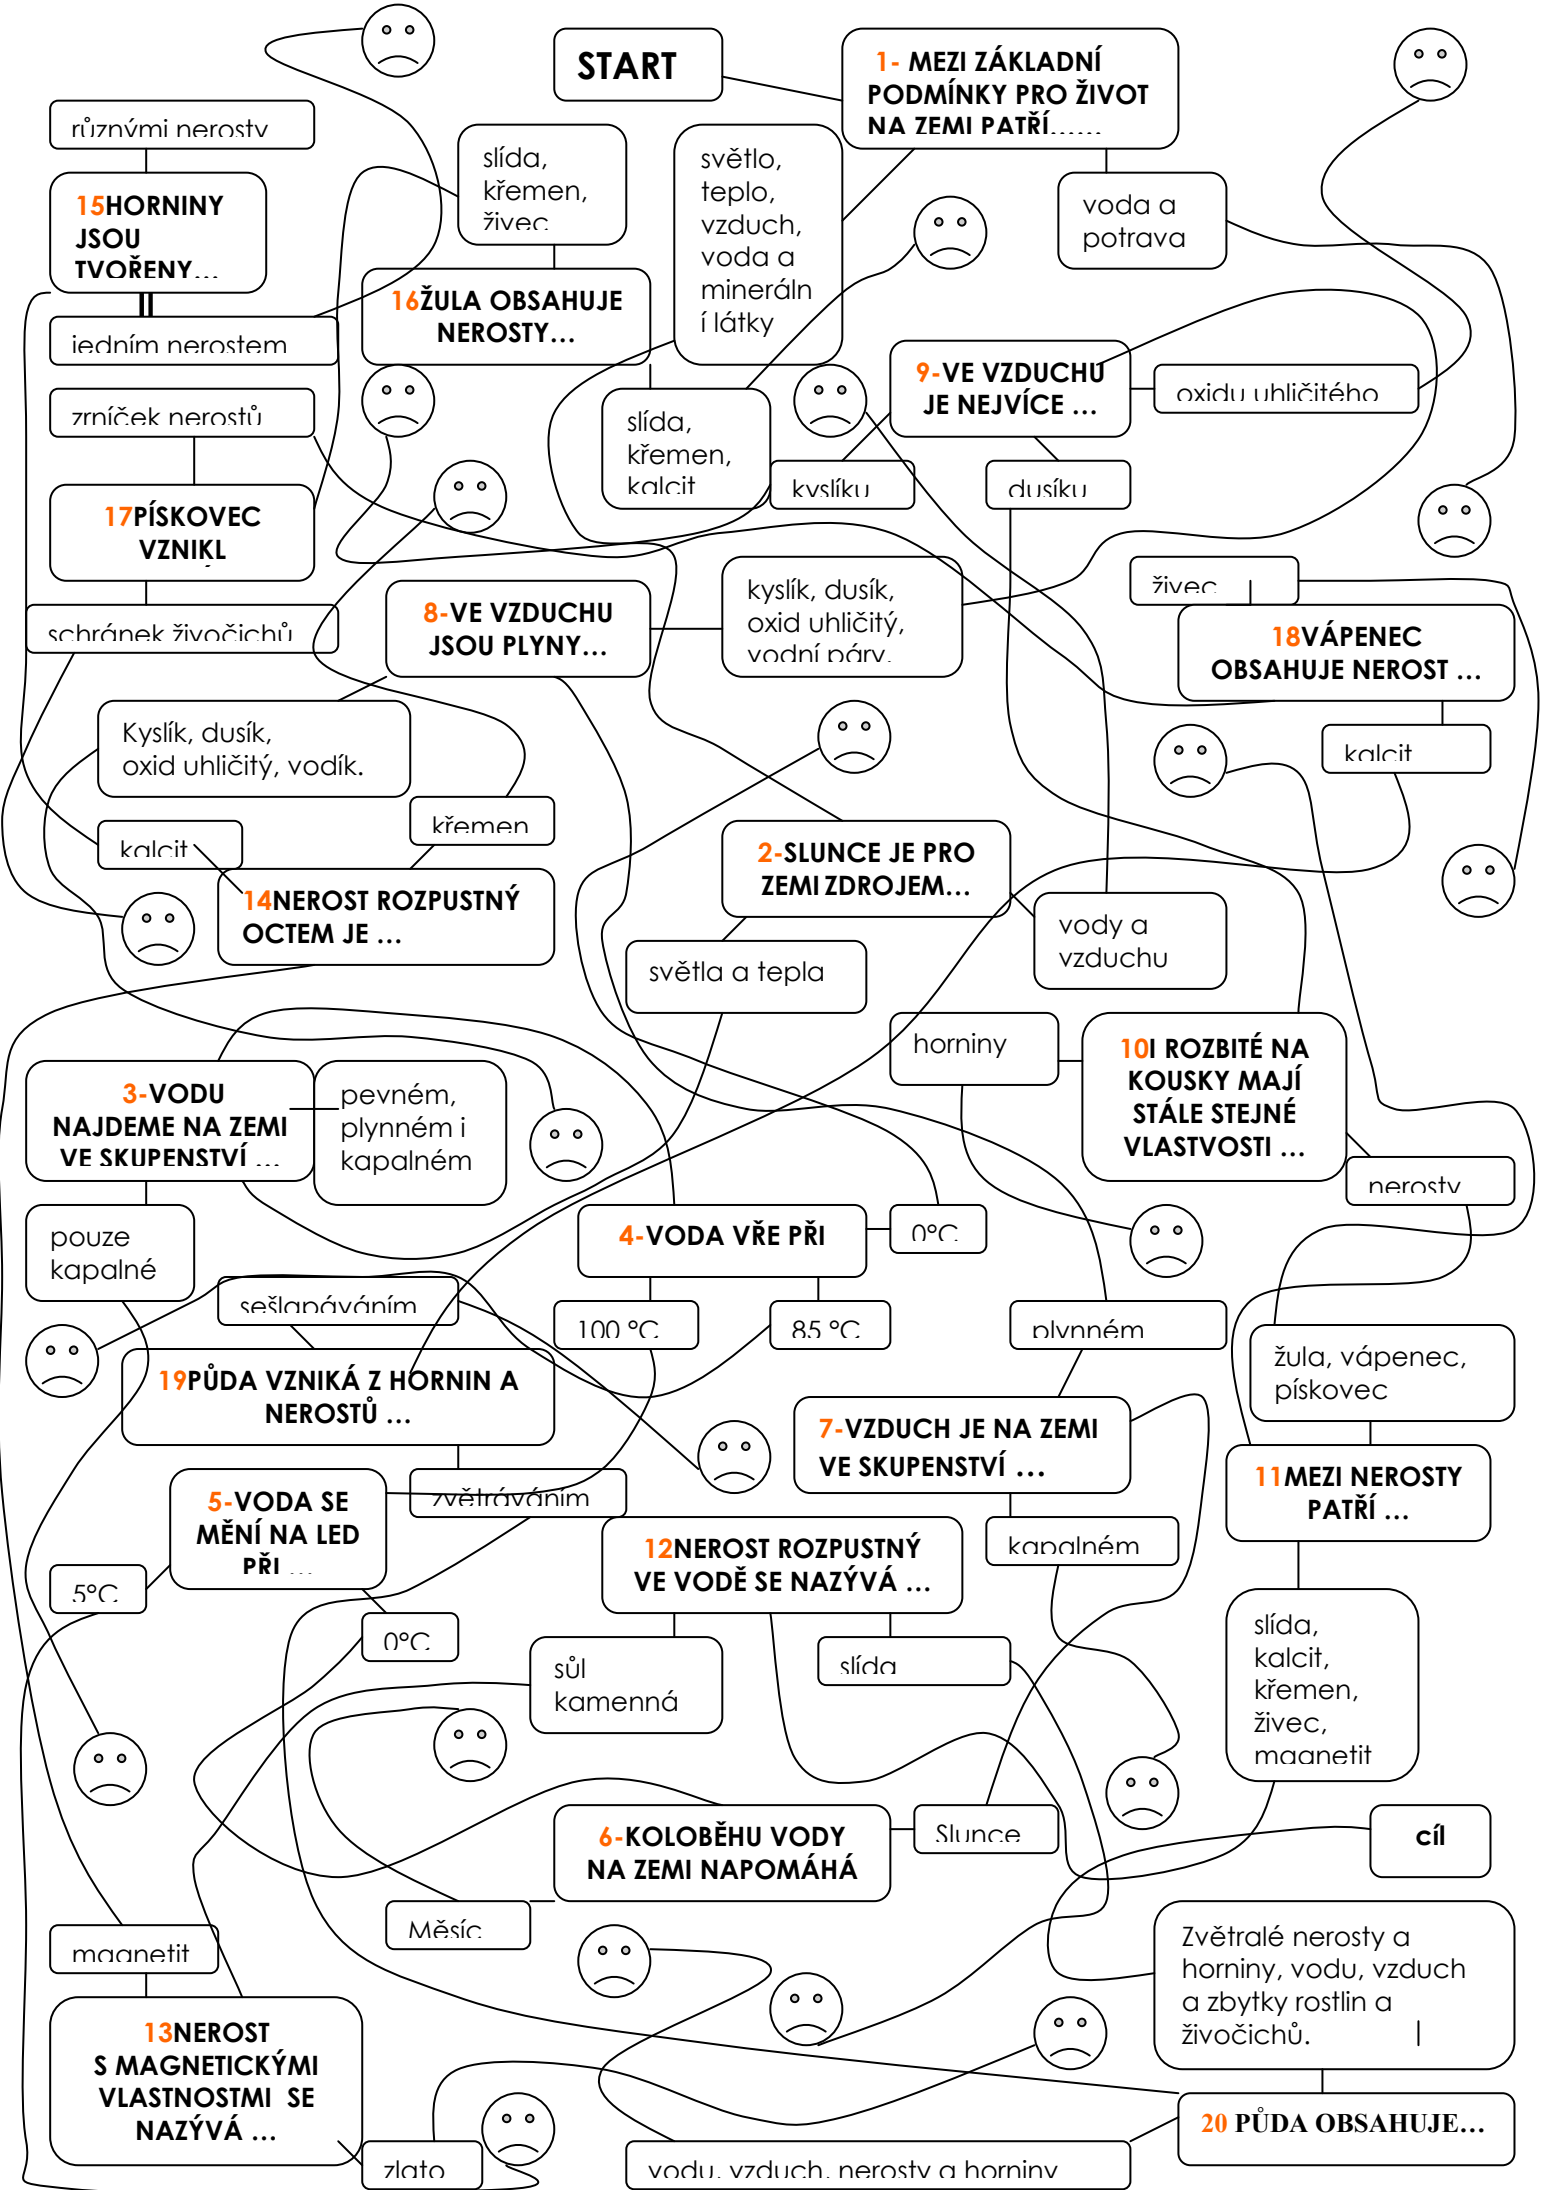 START
1- MEZI ZÁKLADNÍ
PODMÍNKY PRO ŽIVOT
NA ZEMI PATŘÍ......
světlo,
teplo,
vzduch,
voda a
mineráln
í látky
voda a
potrava
různými nerosty
15HORNINY
JSOU
TVOŘENY...
jedním nerostem
slída,
křemen,
živec
16ŽULA OBSAHUJE
NEROSTY...
slída,
křemen,
kalcit
9-VE VZDUCHU
JE NEJVÍCE ...
oxidu uhličitého
kyslíku
dusíku
zrníček nerostů
17PÍSKOVEC
VZNIKL
schránek živočichů
8-VE VZDUCHU
JSOU PLYNY...
kyslík, dusík,
oxid uhličitý,
vodní páry.
Kyslík, dusík,
oxid uhličitý, vodík.
živec
18VÁPENEC
OBSAHUJE NEROST ...
kalcit
křemen
kalcit
14NEROST ROZPUSTNÝ
OCTEM JE ...
2-SLUNCE JE PRO
ZEMI ZDROJEM...
světla a tepla
vody a
vzduchu
horniny
10I ROZBITÉ NA
KOUSKY MAJÍ
STÁLE STEJNÉ
VLASTVOSTI ...
nerosty
3-VODU
NAJDEME NA ZEMI
VE SKUPENSTVÍ ...
pevném,
plynném i
kapalném
pouze
kapalné
4-VODA VŘE PŘI
0°C
100 °C
85 °C
sešlapáváním
19PŮDA VZNIKÁ Z HORNIN A
NEROSTŮ ...
zvětráváním
plynném
7-VZDUCH JE NA ZEMI
VE SKUPENSTVÍ ...
kapalném
žula, vápenec,
pískovec
11MEZI NEROSTY
PATŘÍ ...
slída,
kalcit,
křemen,
živec,
magnetit
5-VODA SE
MĚNÍ NA LED
PŘI ...
5°C
0°C
12NEROST ROZPUSTNÝ
VE VODĚ SE NAZÝVÁ ...
sůl
kamenná
slída
6-KOLOBĚHU VODY
NA ZEMI NAPOMÁHÁ
Slunce
Měsíc
cíl
magnetit
13NEROST
S MAGNETICKÝMI
VLASTNOSTMI SE
NAZÝVÁ ...
zlato
Zvětralé nerosty a
horniny, vodu, vzduch
a zbytky rostlin a
živočichů.
20 PŮDA OBSAHUJE...
vodu, vzduch, nerosty a horniny